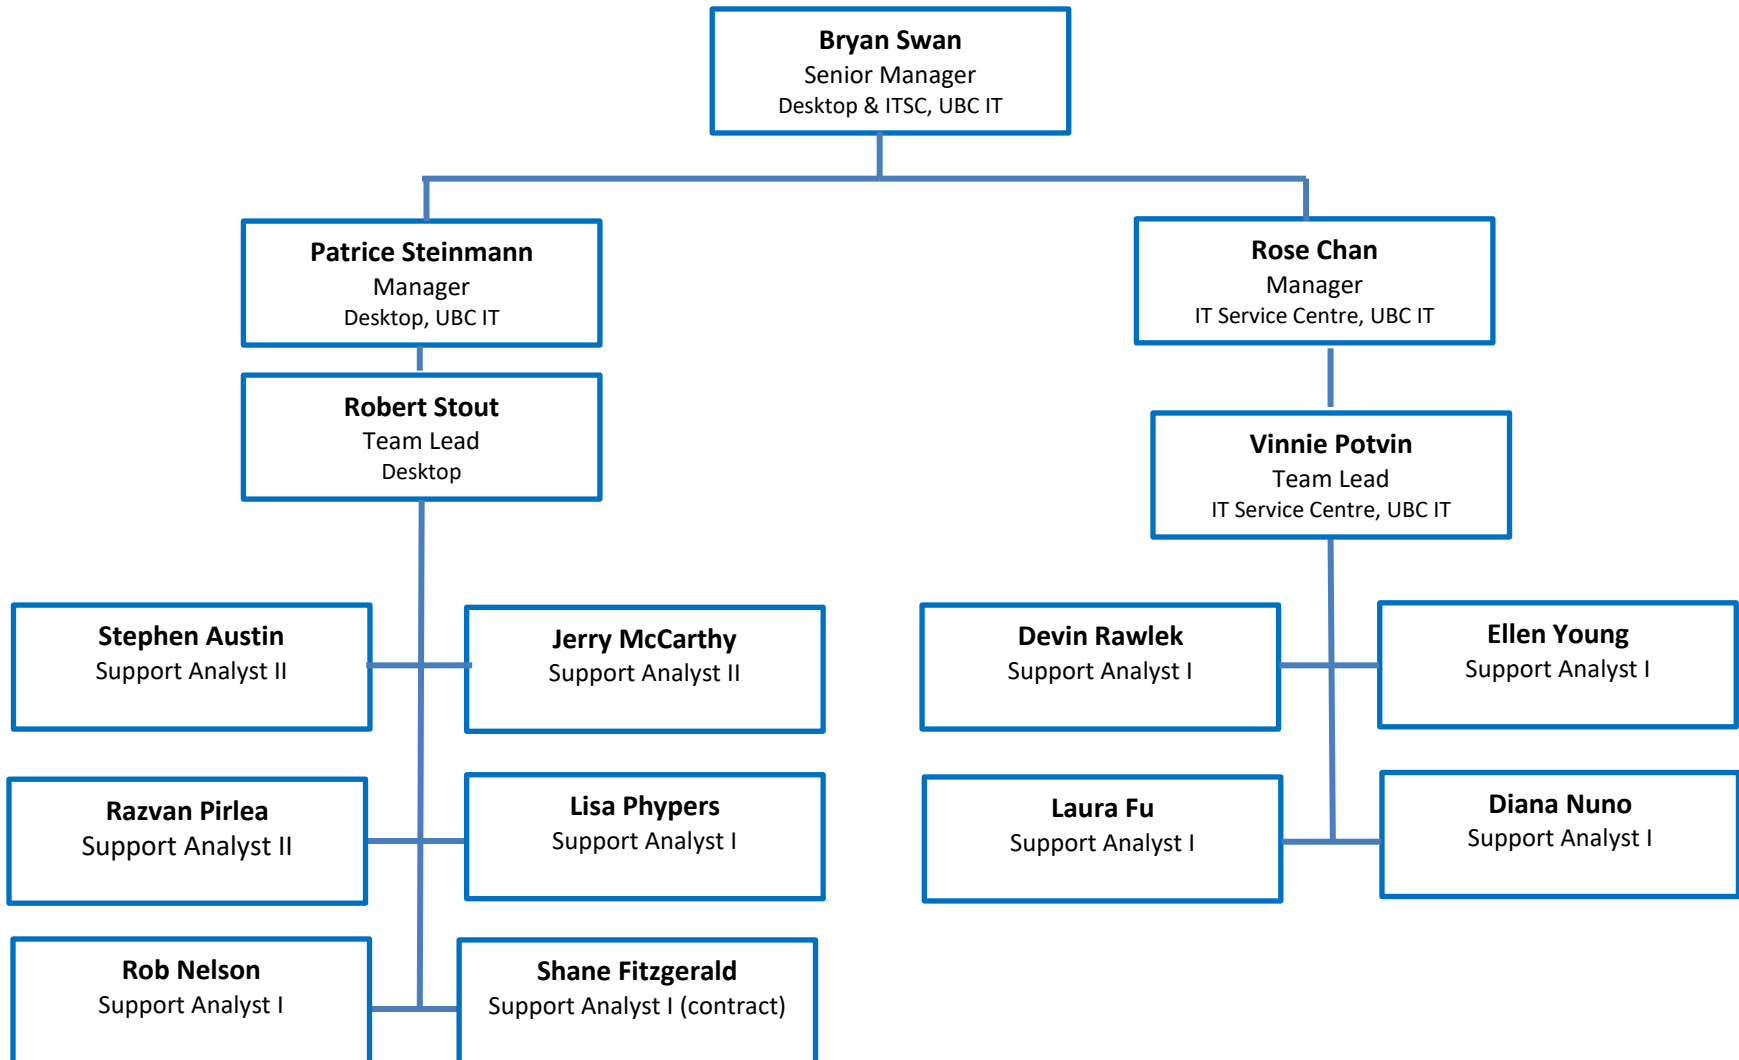 Bryan Swan
Senior Manager
Desktop & ITSC, UBC IT
Patrice Steinmann
Manager
Desktop, UBC IT
Rose Chan
Manager
IT Service Centre, UBC IT
Robert Stout
Team Lead
Desktop
Vinnie Potvin
Team Lead
IT Service Centre, UBC IT
Stephen Austin
Support Analyst II
Jerry McCarthy
Support Analyst II
Devin Rawlek
Support Analyst I
Ellen Young
Support Analyst I
Razvan Pirlea
Support Analyst II
Lisa Phypers
Support Analyst I
Laura Fu
Support Analyst I
Diana Nuno
Support Analyst I
Rob Nelson
Support Analyst I
Shane Fitzgerald
Support Analyst I (contract)